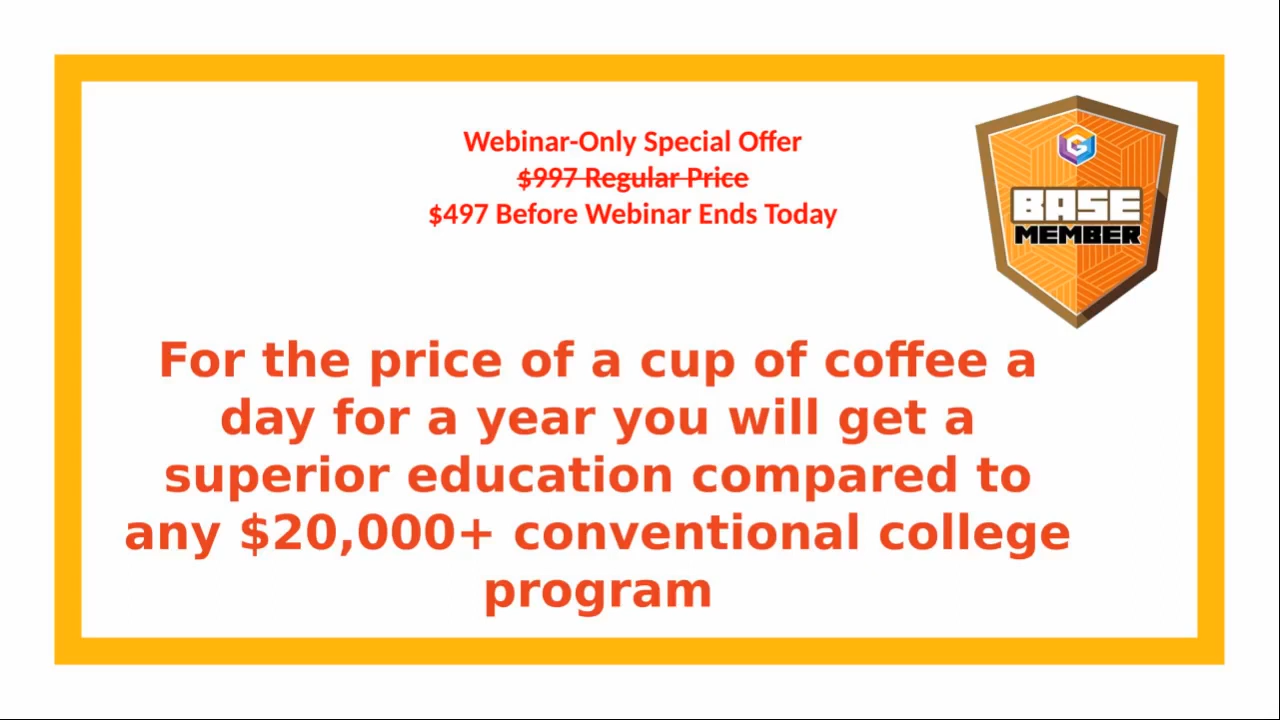 Webinar-Only Special Offer
$997 Regular Price
$497 Before Webinar Ends Today
G
BASE
MEMBER
For the price of a cup of coffee a
day for a year you will get a
superior education compared to
any $20,000+ conventional college
program